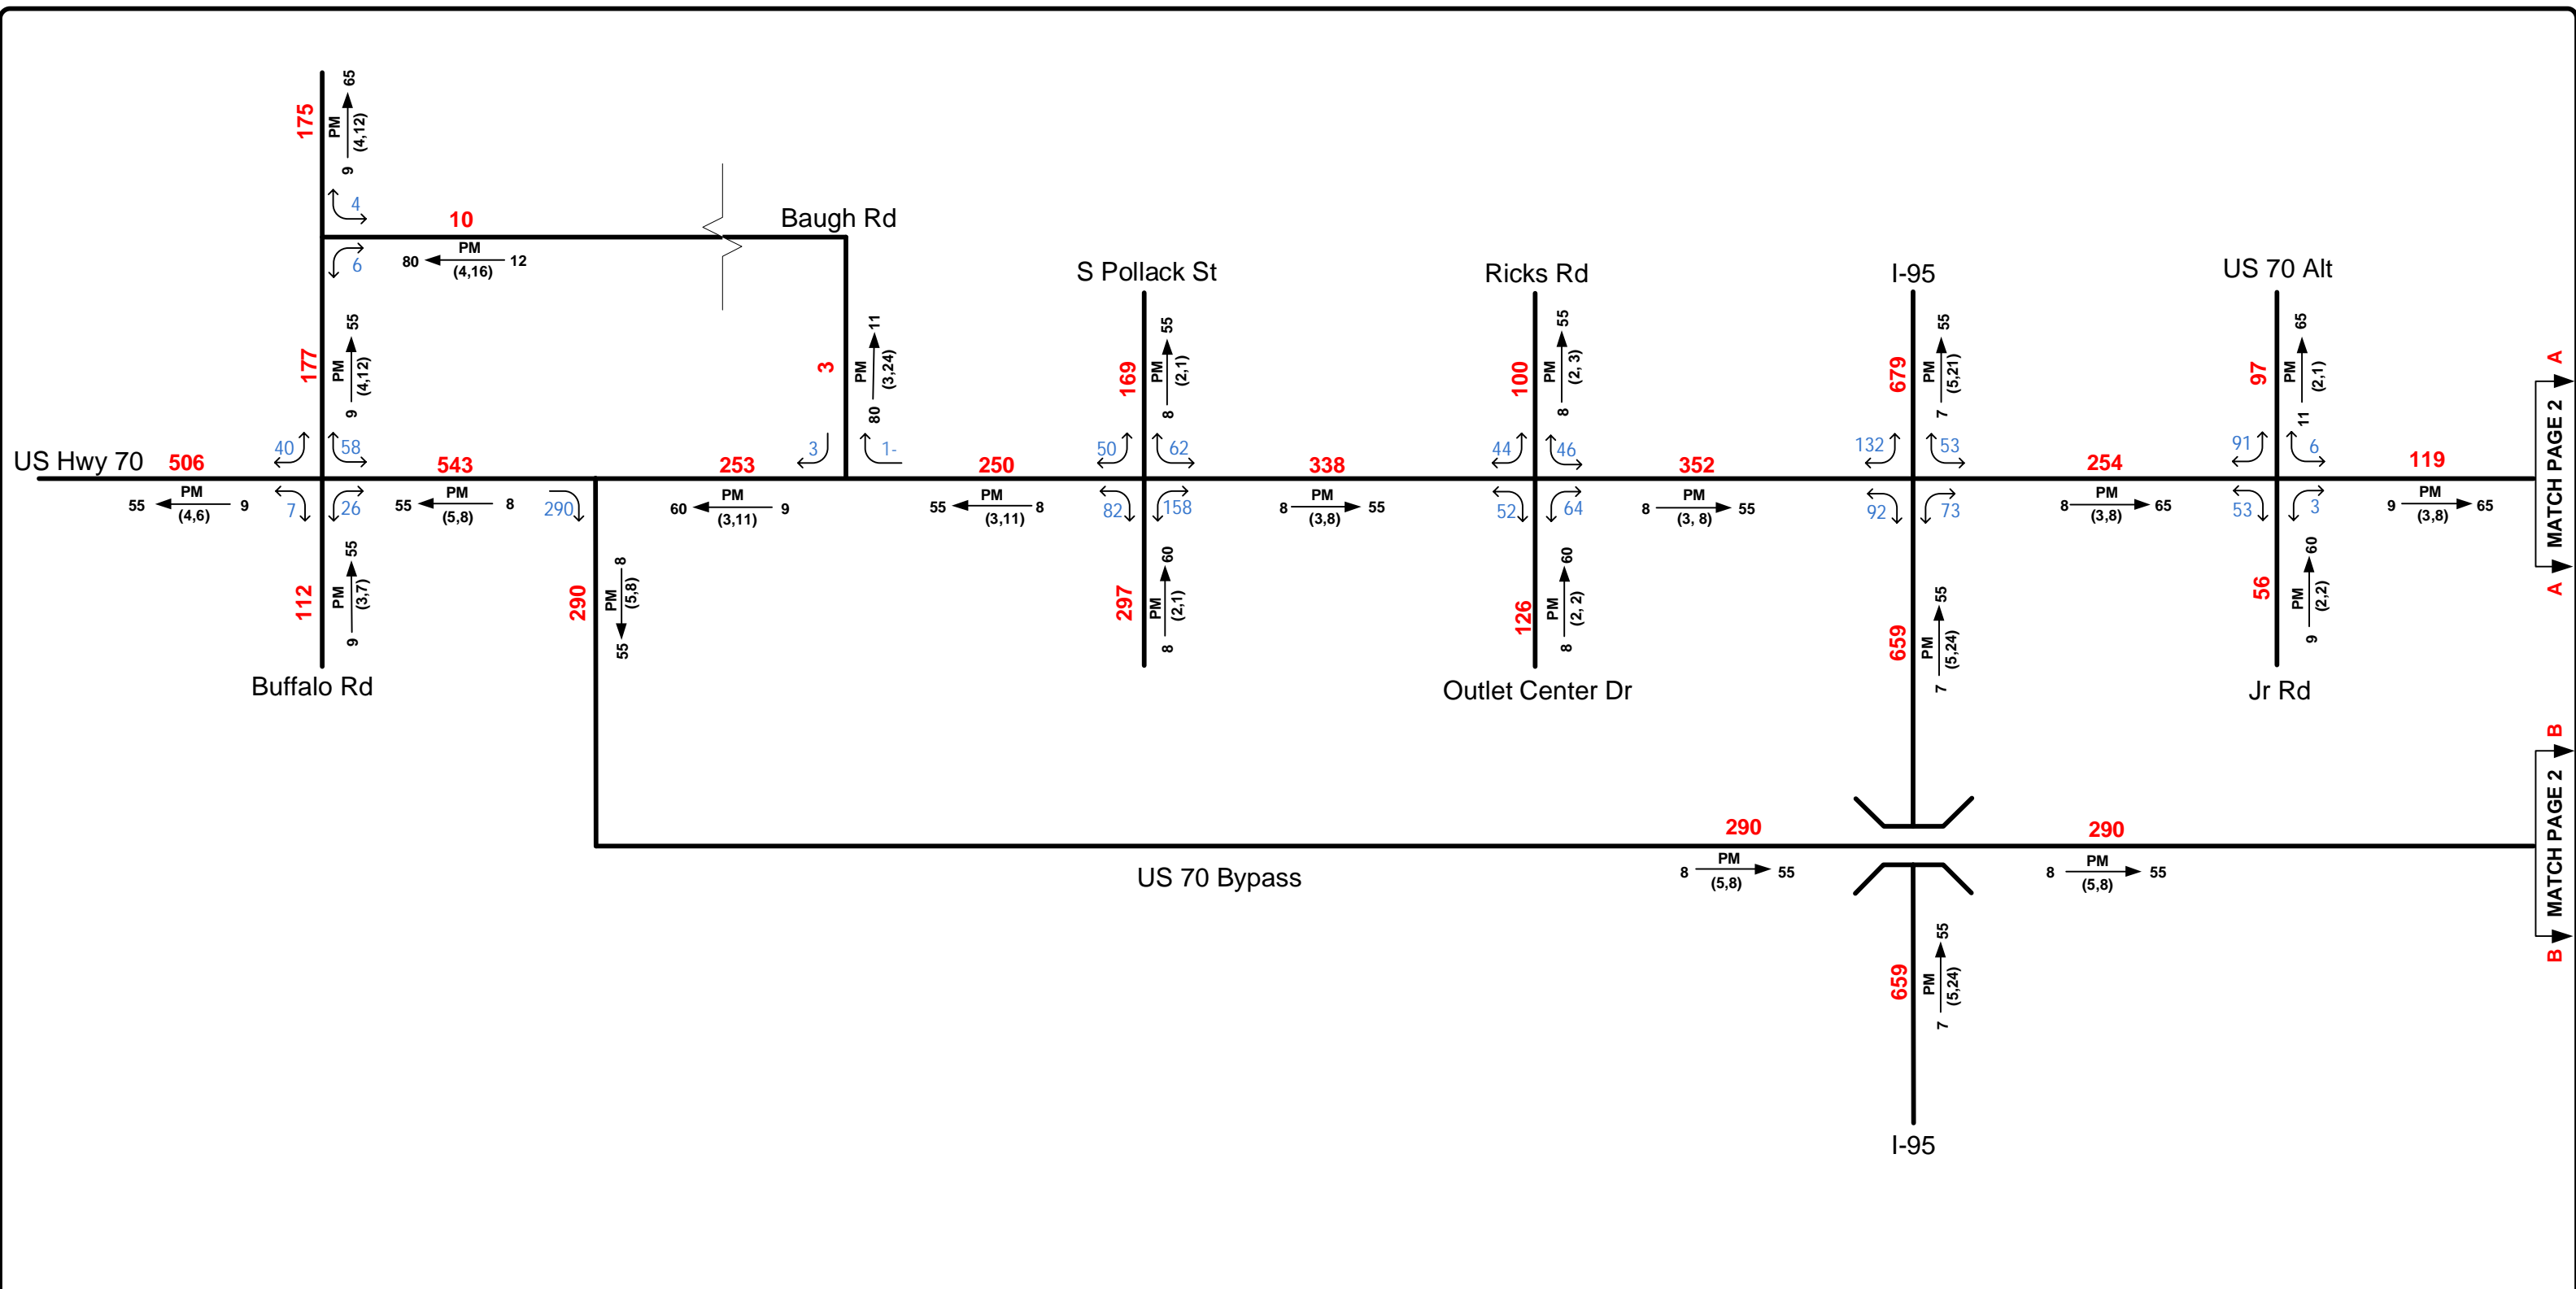 175
9 PM 65
(4,12)
4
10
Baugh Rd
6
80 PM 12
(4,16)
S Pollack St
Ricks Rd
I-95
US 70 Alt
177
9 PM 55
(4,12)
3
80 PM 11
(3,24)
169
8 PM 55
(2,1)
100
8 PM 55
(2, 3)
679
7 PM 55
(5,21)
97
11 PM 65
(2,1)
40
58
3
1-
50
62
44
46
132
53
91
6
US Hwy 70
506
543
253
250
338
352
254
119
55 PM 9
(4,6)
7
26
55 PM 8
(5,8)
290
60 PM 9
(3,11)
55 PM 8
(3,11)
82
158
8 PM 55
(3,8)
52
64
8 PM 55
(3, 8)
92
73
8 PM 65
(3,8)
53
3
9 PM 65
(3,8)
A MATCH PAGE 2 A
112
9 PM 55
(3,7)
290
55 PM 8
(5,8)
297
8 PM 60
(2,1)
126
8 PM 60
(2, 2)
659
7 PM 55
(5,24)
56
9 PM 60
(2,2)
Buffalo Rd
Outlet Center Dr
Jr Rd
290
290
8 PM 55
(5,8)
8 PM 55
(5,8)
US 70 Bypass
B MATCH PAGE 2 B
659
7 PM 55
(5,24)
I-95